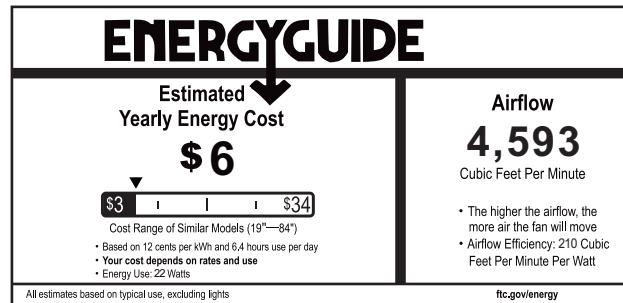 ENERGYGUIDE
Estimated
Yearly Energy Cost
$6
$3
$34
Cost Range of Similar Models (19"—84")
• Based on 12 cents per kWh and 6,4 hours use per day
• Your cost depends on rates and use
• Energy Use: 22 Watts
Airflow
4,593
Cubic Feet Per Minute
• The higher the airflow, the
more air the fan will move
• Airflow Efficiency: 210 Cubic
Feet Per Minute Per Watt
All estimates based on typical use, excluding lights
ftc.gov/energy